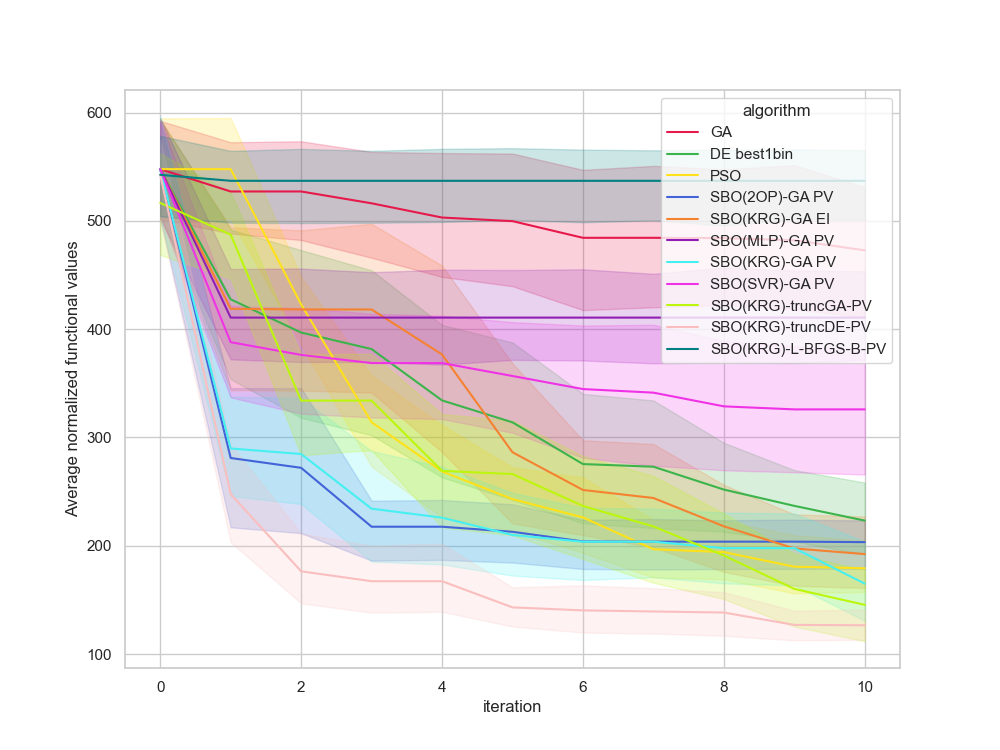 600
500
400
300
200
100
Average normalized functional values
0
2
4
6
8
10
iteration
algorithm
GA
DE best1bin
PSO
SBO(2OP)-GA PV
SBO(KRG)-GA EI
SBO(MLP)-GA PV
SBO(KRG)-GA PV
SBO(SVR)-GA PV
SBO(KRG)-truncGA-PV
SBO(KRG)-truncDE-PV
SBO(KRG)-L-BFGS-B-PV